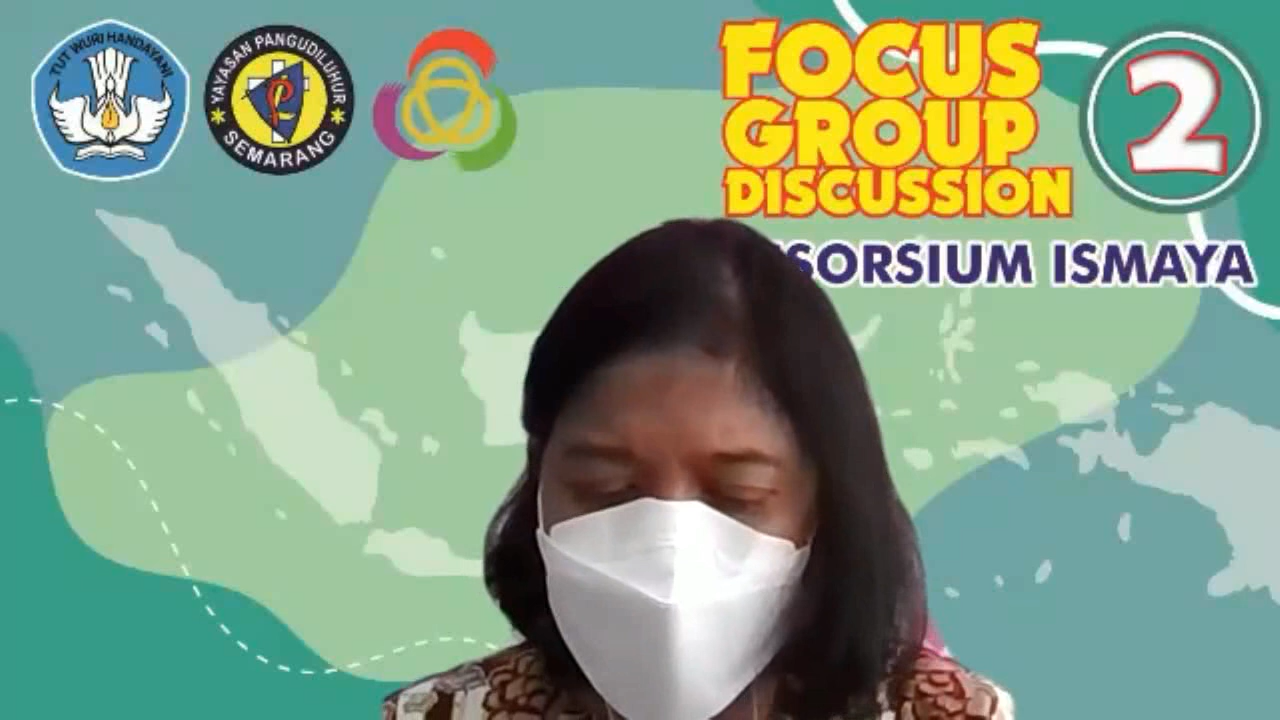 TUT WURI HANDAYANI
YAYASAN PANGUDILUHUR
SEMARANG
FOCUS
GROUP
DISCUSSION
2
SORSIUM ISMAYA